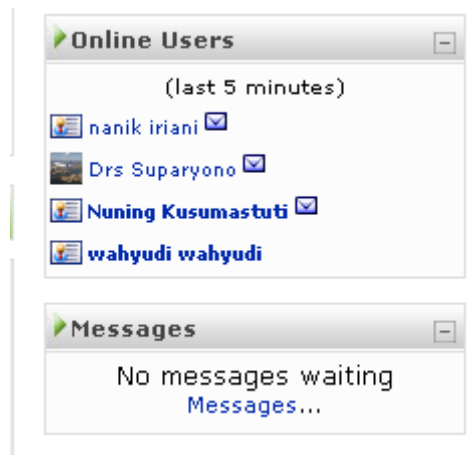 Online Users
(last 5 minutes)
nanik iriani
Drs Suparyono
Nuning Kusumastuti
wahyudi wahyudi
Messages
No messages waiting
Messages...